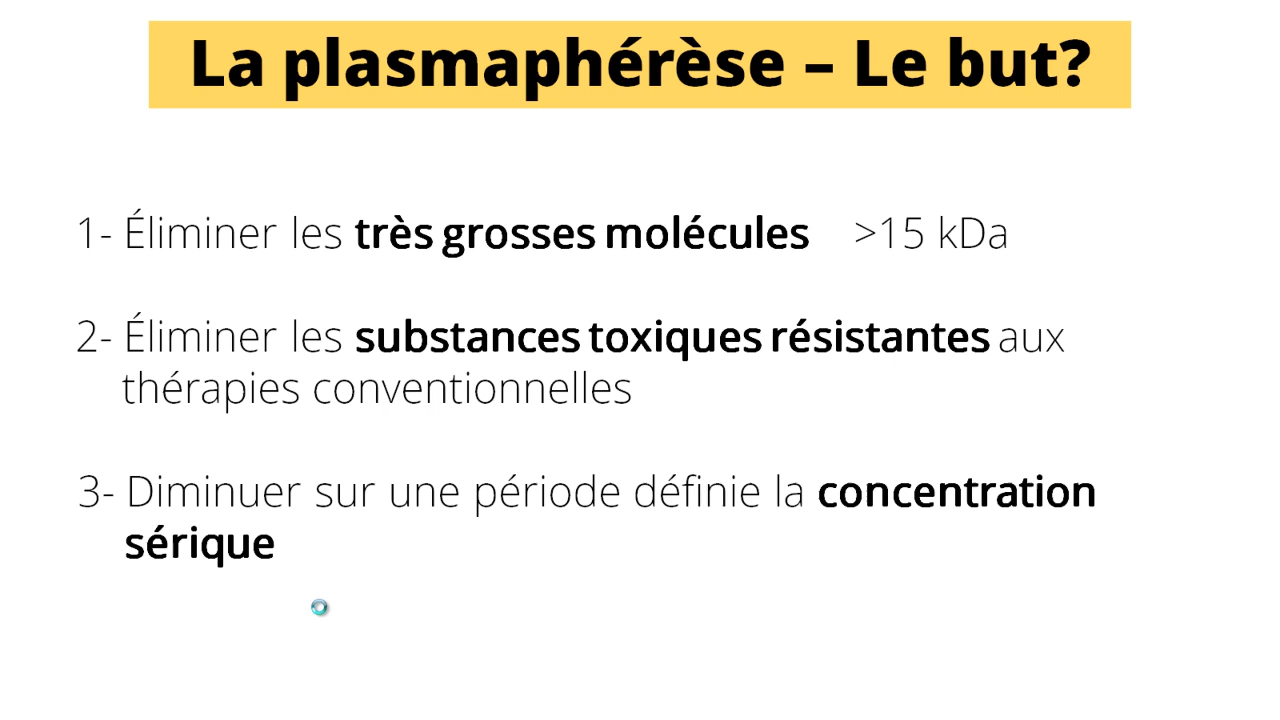 La plasmaphérèse – Le but?
1- Éliminer les très grosses molécules >15 kDa
2- Éliminer les substances toxiques résistantes aux
thérapies conventionnelles
3- Diminuer sur une période définie la concentration
sérique